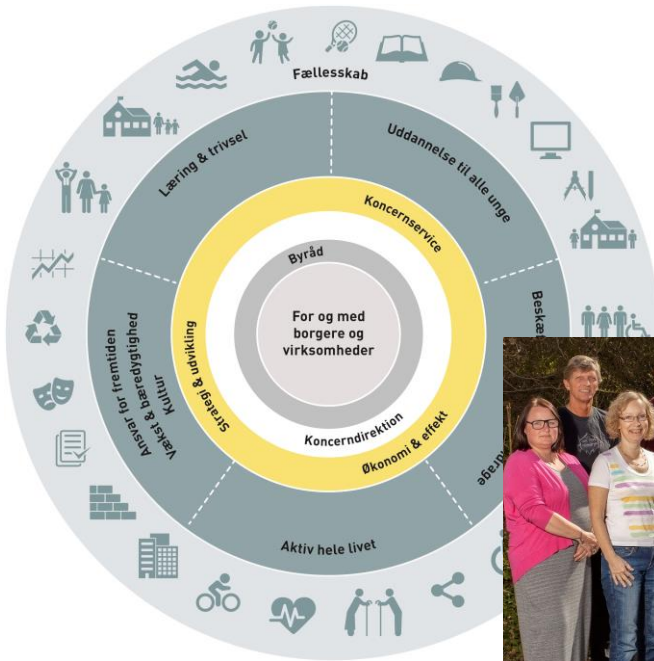 Fællesskab
Læring & trivsel
Uddannelse til alle unge
Koncernservice
Byråd
For og med
borgere og
virksomheder
Strategi & udvikling
Ansvar for fremtiden
Vækst & bæredygtighed
Kultur
Koncerndirektion
Økonomi & effekt
Aktiv hele livet